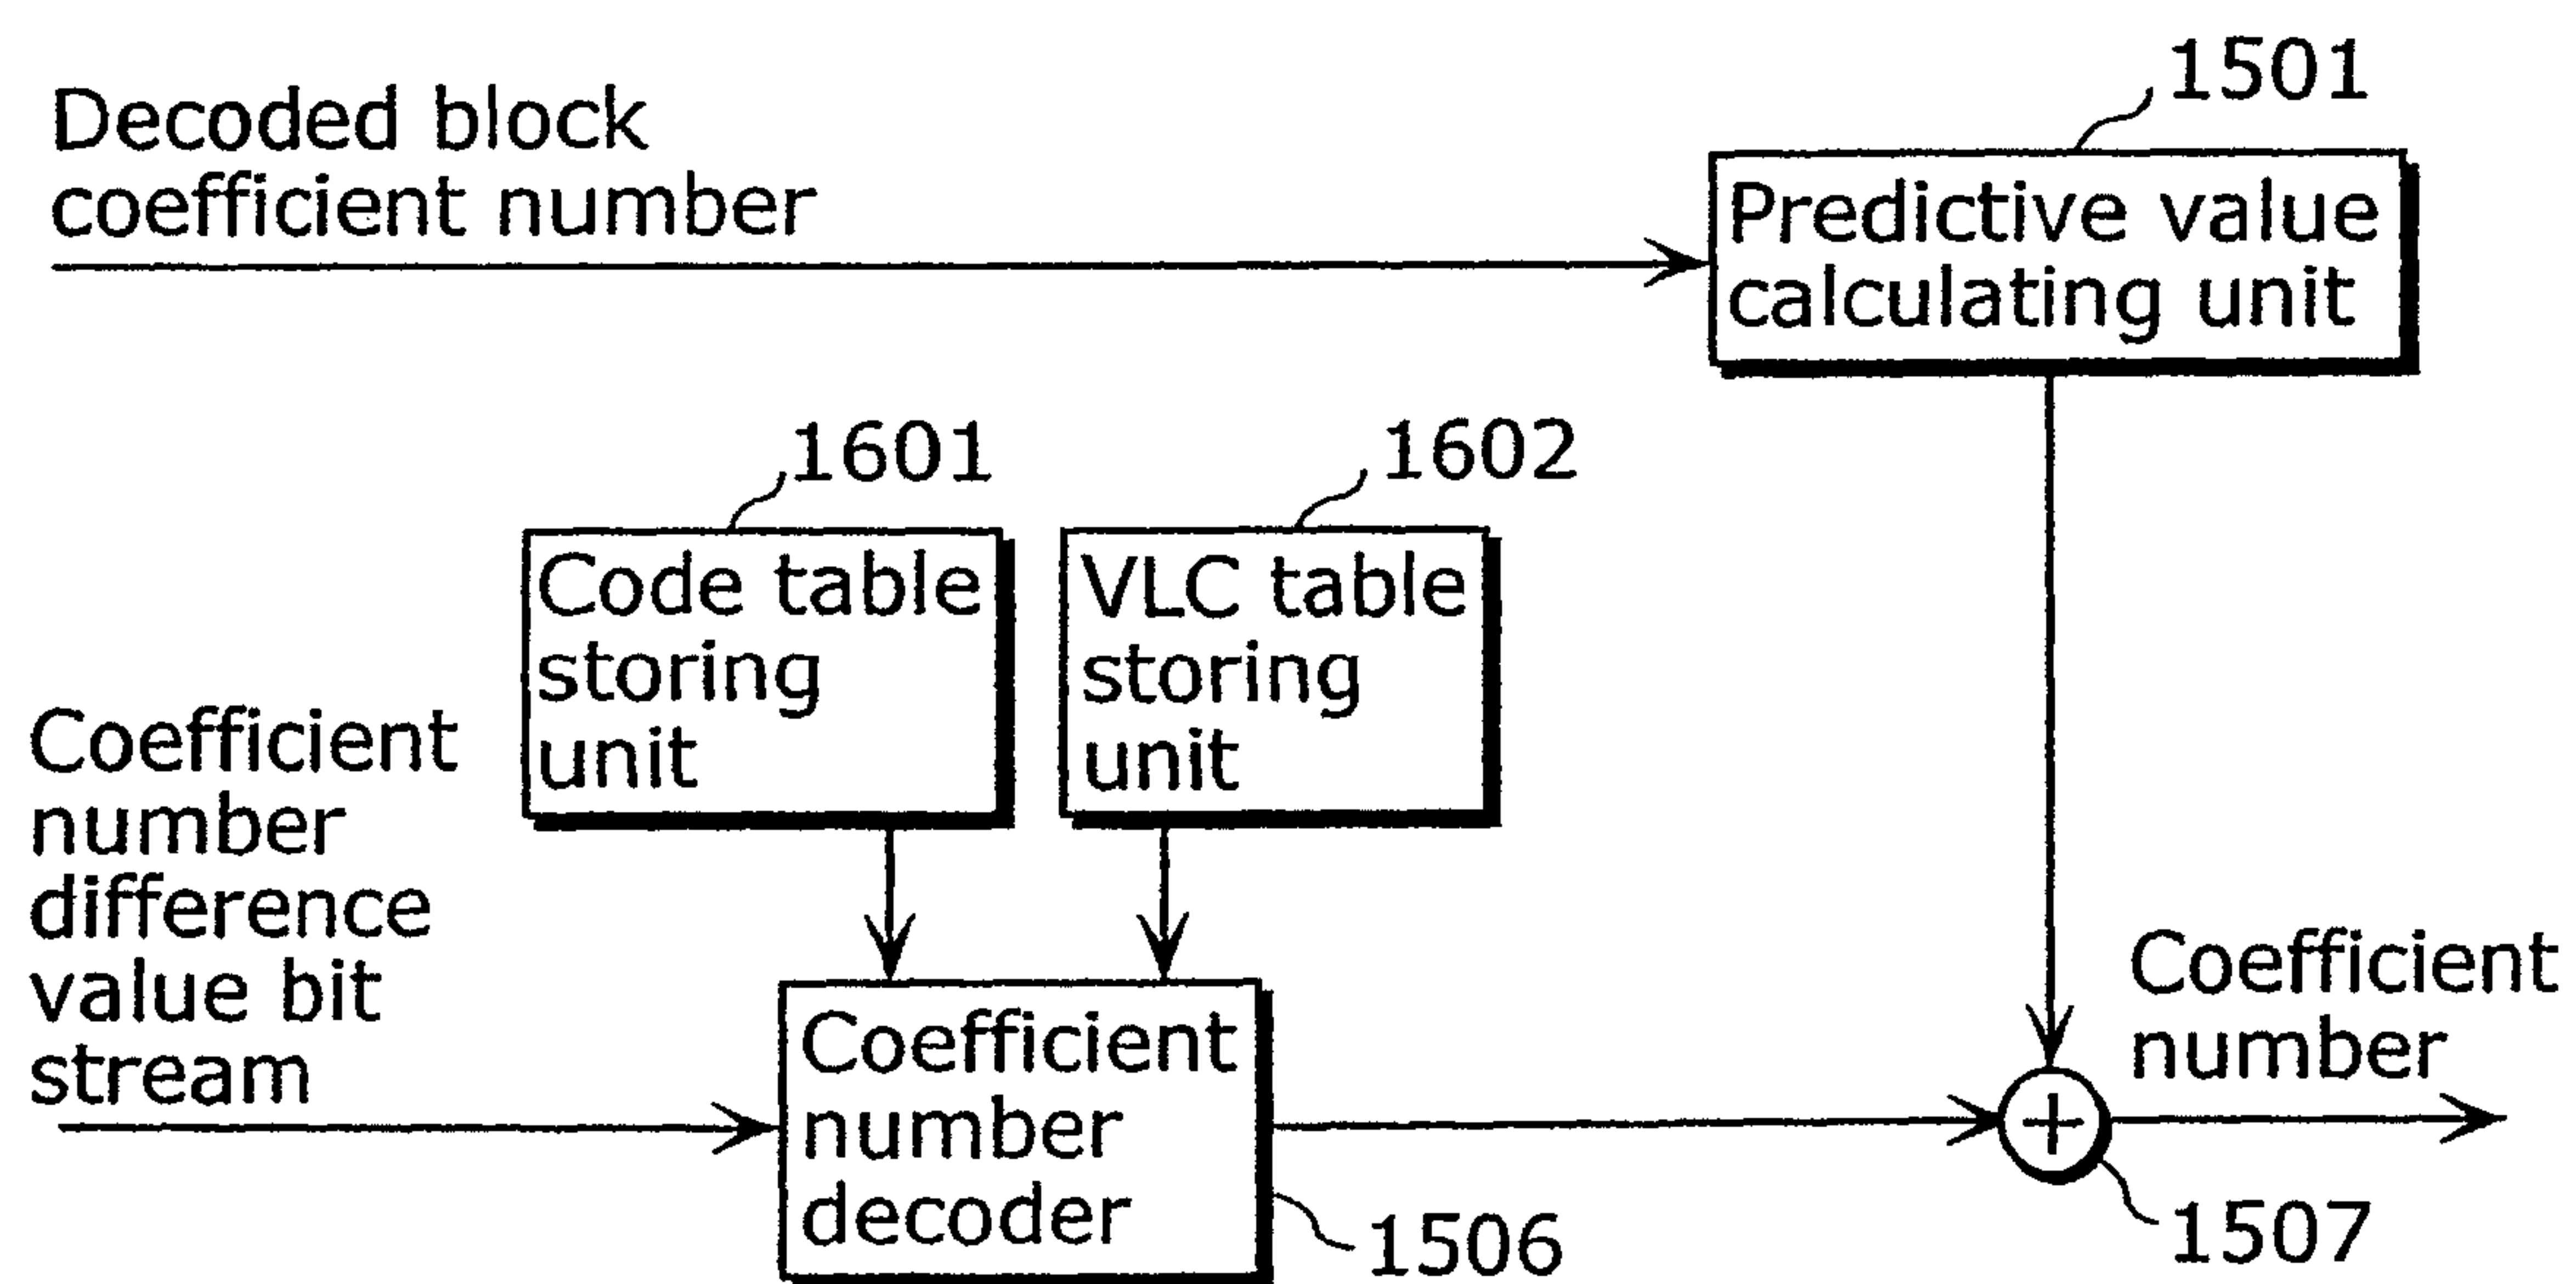 Decoded block
coefficient number
1501
Predictive value
calculating unit
1601
1602
Code table
storing
unit
VLC table
storing
unit
Coefficient
number
difference
value bit
stream
Coefficient
number
decoder
1506
+
1507
Coefficient
number